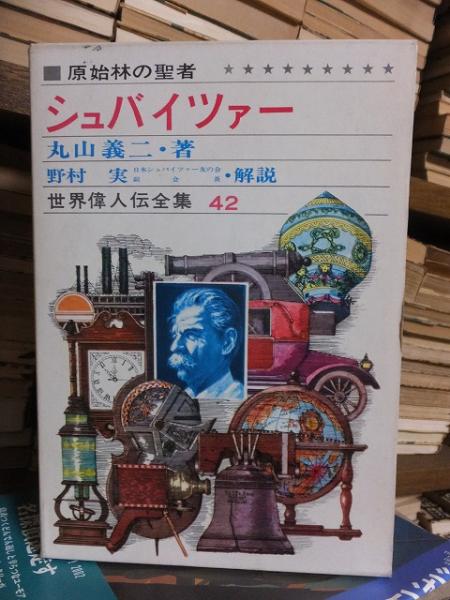 ■原始林の聖者 ★★★★★★★★★
シュバイツァー
丸山義二・著
野村 実 日本シュバイツァー友の会
副会長 ・解説
世界偉人伝全集 42